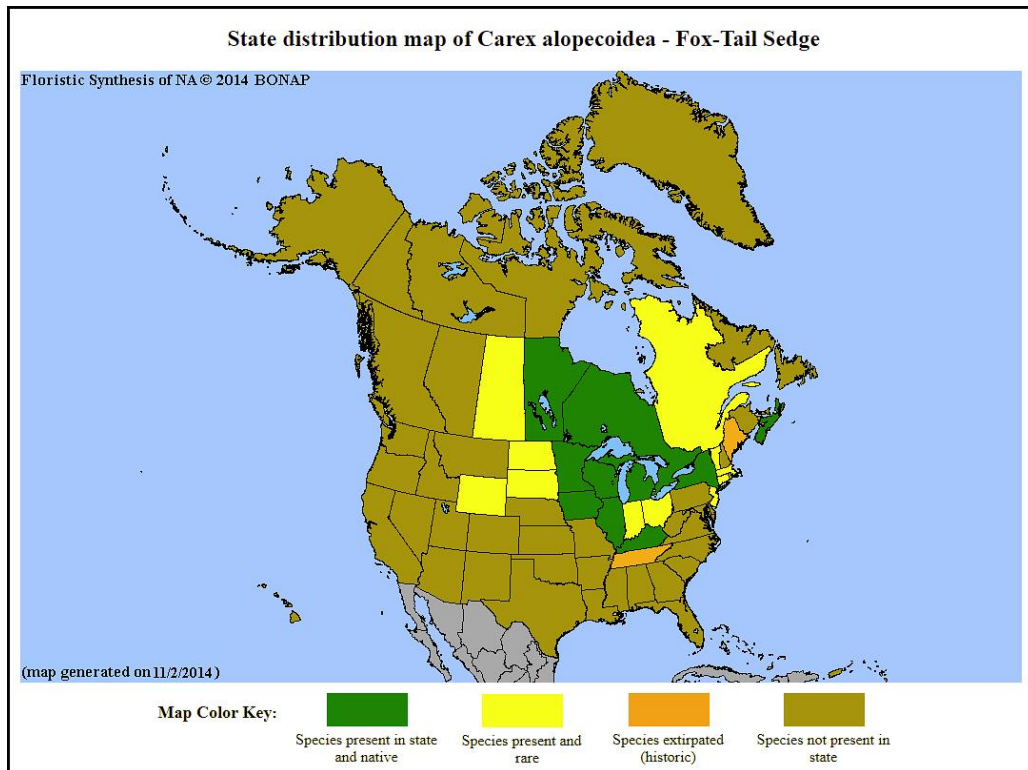 State distribution map of Carex alopecoidea - Fox-Tail Sedge
Floristic Synthesis of NA © 2014 BONAP
(map generated on 11/2/2014)
Map Color Key:
Species present in state
and native
Species present and
rare
Species extirpated
(historic)
Species not present in
state